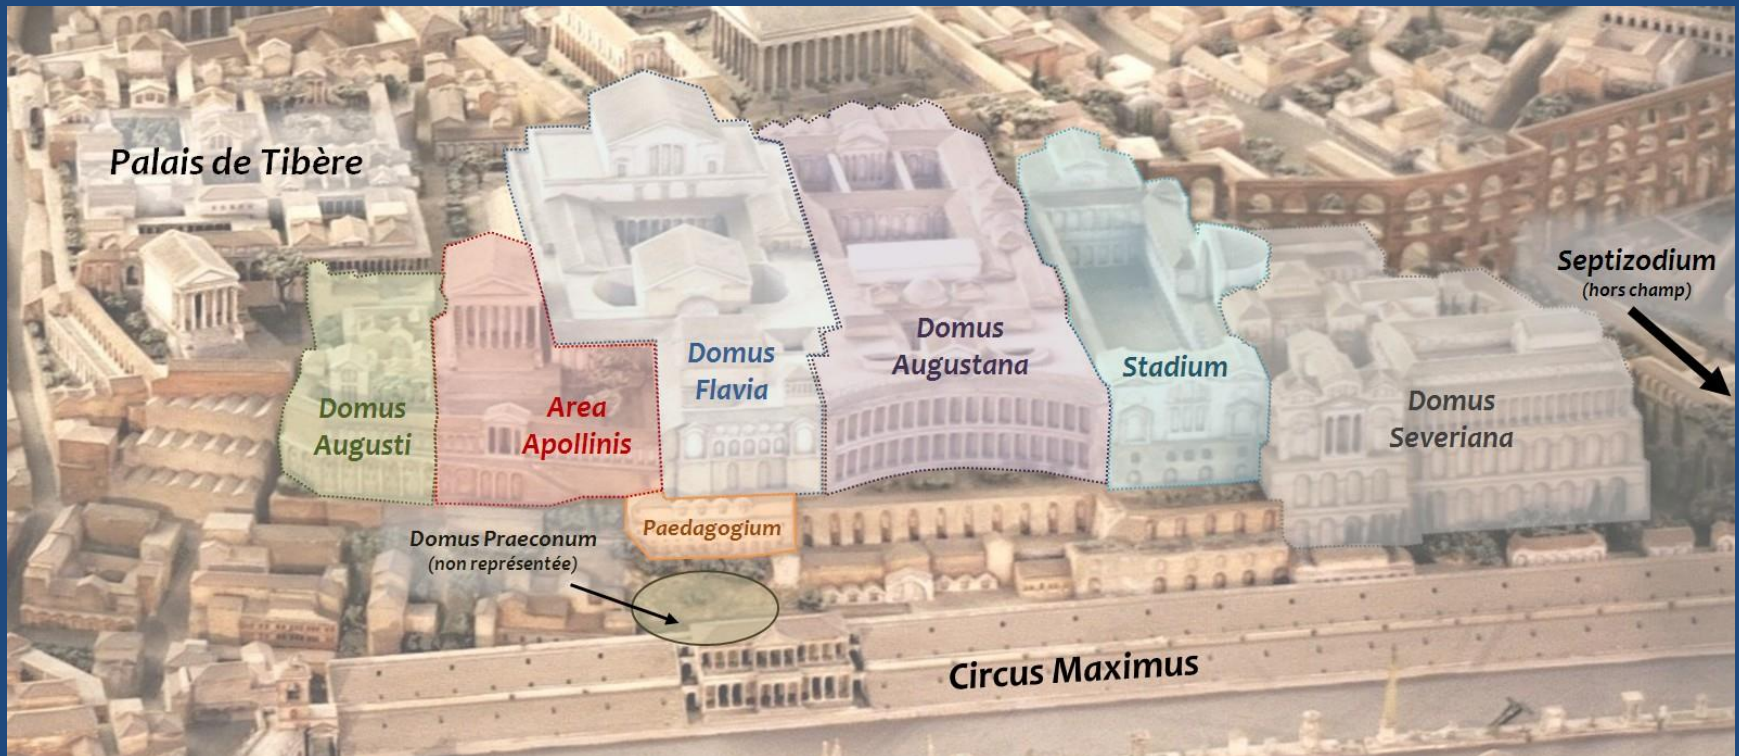 Palais de Tibère
Septizodium
(hors champ)
Domus
Augustana
Domus
Flavia
Stadium
Domus
Augusti
Area
Apollinis
Domus
Severiana
Paedagogium
Domus Praeconum
(non représentée)
Circus Maximus